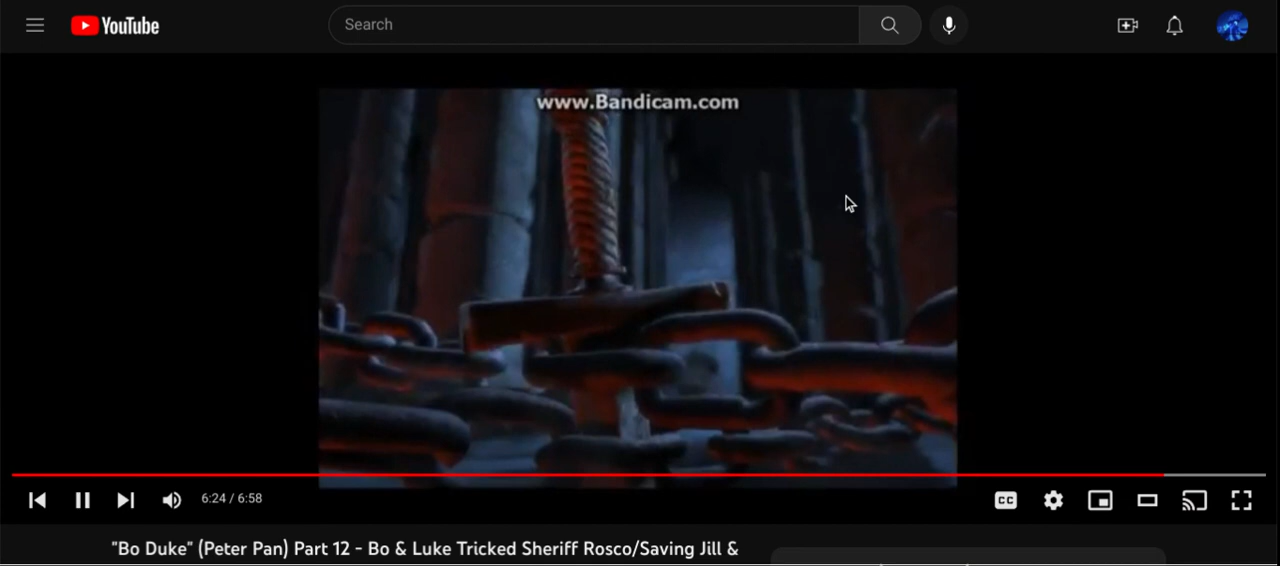 YouTube
Search
www.Bandicam.com
6:24 / 6:58
CC
"Bo Duke" (Peter Pan) Part 12 - Bo & Luke Tricked Sheriff Rosco/Saving Jill &